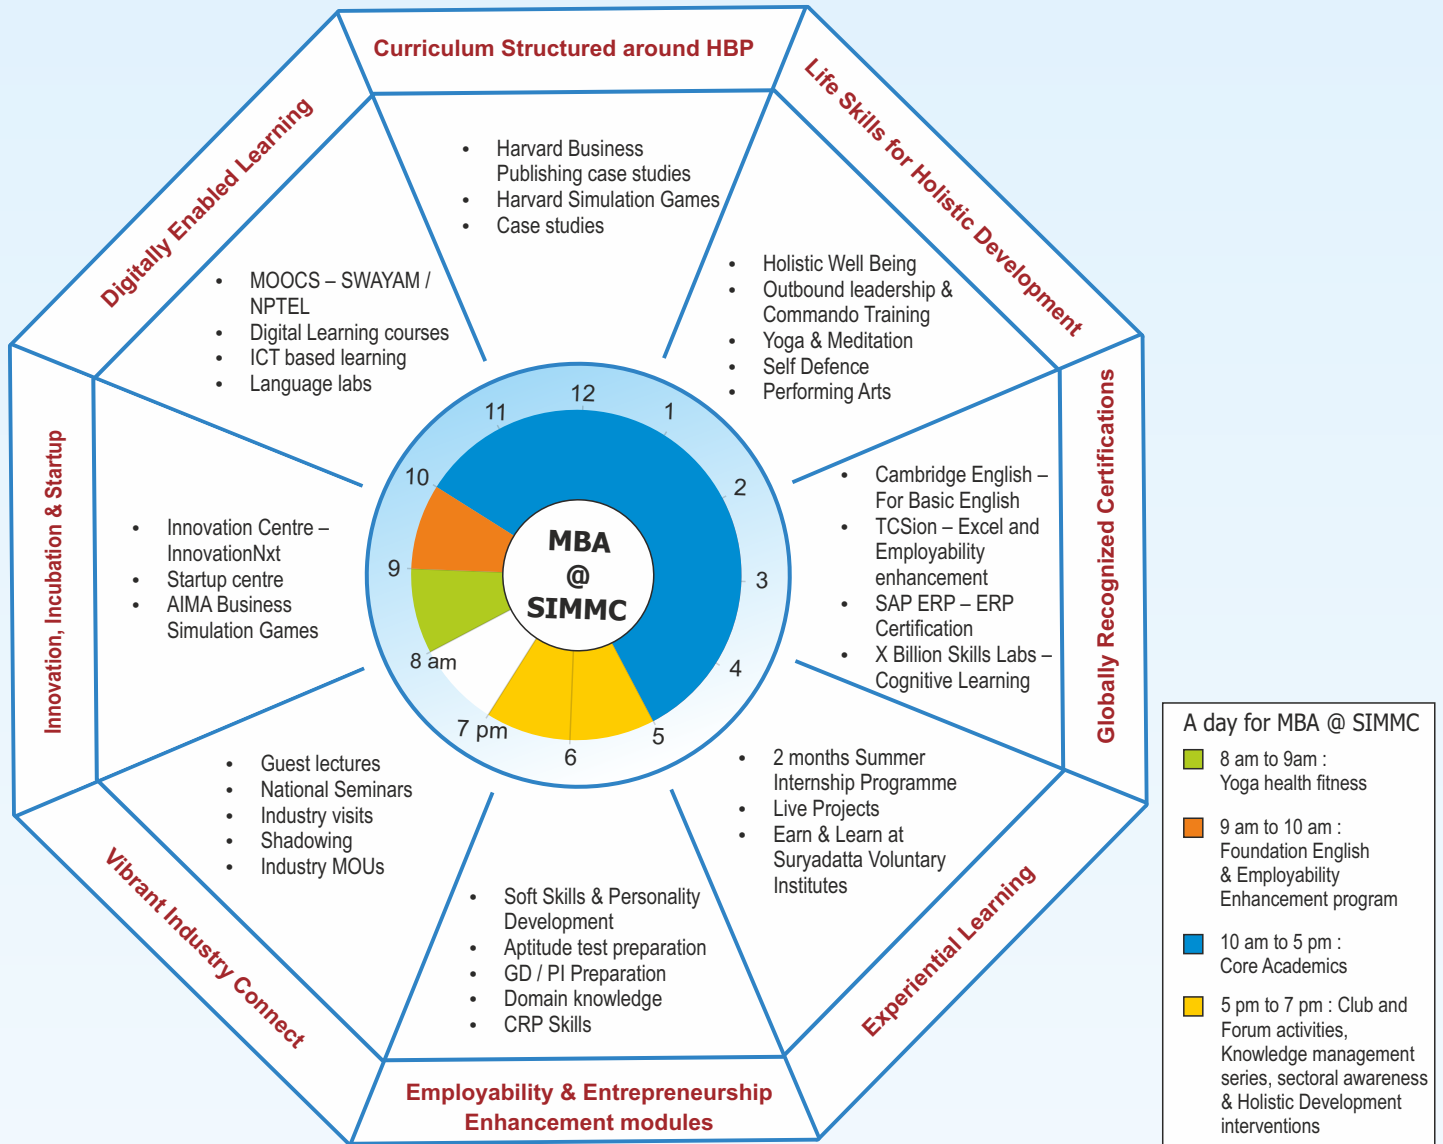 Curriculum Structured around HBP
• Harvard Business
Publishing case studies
• Harvard Simulation Games
• Case studies
Life Skills for Holistic Development
• Holistic Well Being
• Outbound leadership &
Commando Training
• Yoga & Meditation
• Self Defence
• Performing Arts
Globally Recognized Certifications
• Cambridge English –
For Basic English
• TCSion – Excel and
Employability
enhancement
• SAP ERP – ERP
Certification
• X Billion Skills Labs –
Cognitive Learning
Experiential Learning
• 2 months Summer
Internship Programme
• Live Projects
• Earn & Learn at
Suryadatta Voluntary
Institutes
Employability & Entrepreneurship
Enhancement modules
• Soft Skills & Personality
Development
• Aptitude test preparation
• GD / PI Preparation
• Domain knowledge
• CRP Skills
Vibrant Industry Connect
• Guest lectures
• National Seminars
• Industry visits
• Shadowing
• Industry MOUs
Innovation, Incubation & Startup
• Innovation Centre –
InnovationNxt
• Startup centre
• AIMA Business
Simulation Games
Digitally Enabled Learning
• MOOCS – SWAYAM /
NPTEL
• Digital Learning courses
• ICT based learning
• Language labs
12
1
2
3
4
5
6
7 pm
8 am
9
10
11
MBA
@
SIMMC
A day for MBA @ SIMMC
8 am to 9am :
Yoga health fitness
9 am to 10 am :
Foundation English
& Employability
Enhancement program
10 am to 5 pm :
Core Academics
5 pm to 7 pm : Club and
Forum activities,
Knowledge management
series, sectoral awareness
& Holistic Development
interventions